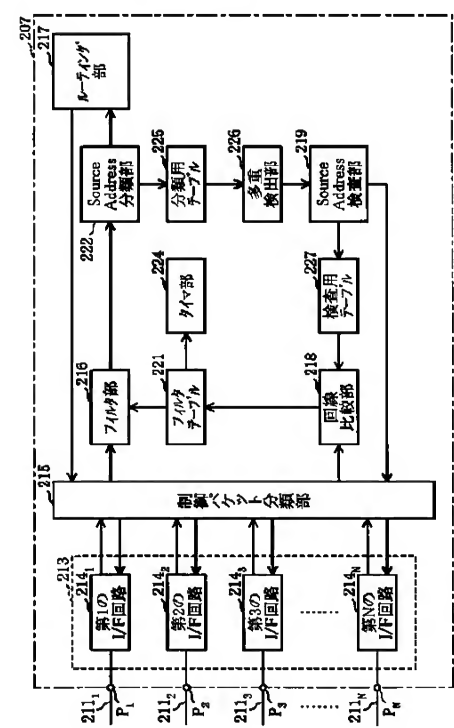 207
217
ルーティング部
222
Source
Address
分類部
225
分類用
テーブル
226
多重
検出部
219
Source
Address
検査部
216
フィルタ部
221
フィルタ
テーブル
224
タイマ部
227
検査用
テーブル
218
回線
比較部
215
制御パケット分類部
213
214₁
第1の
I/F回路
214₂
第2の
I/F回路
214₃
第3の
I/F回路
………
214N
第Nの
I/F回路
211₁
P₁
211₂
P₂
211₃
P₃
………
211N
PN